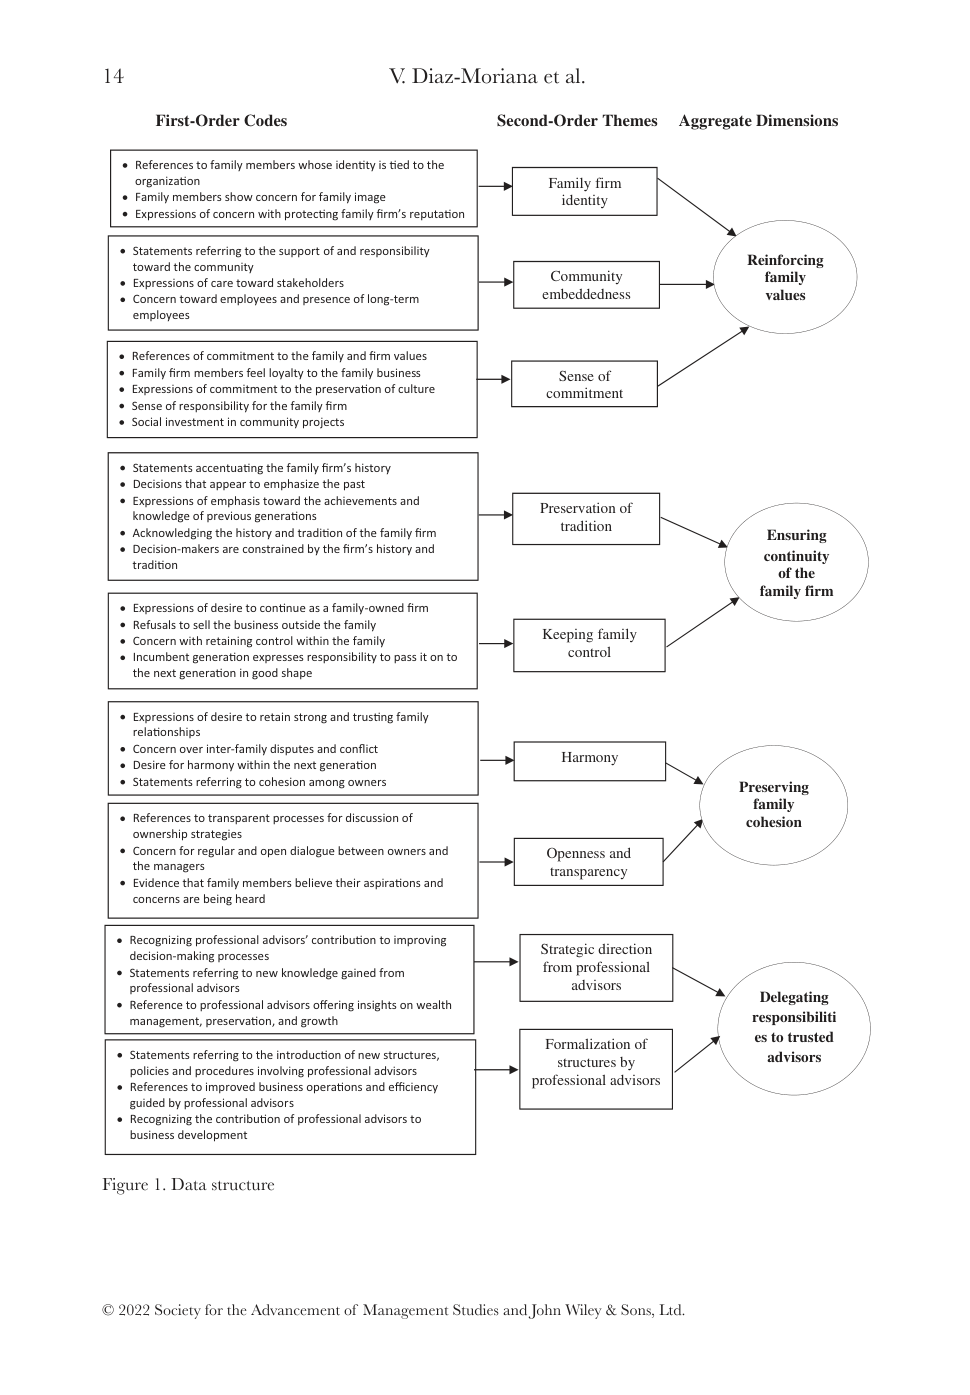 14
V. Diaz-Moriana et al.
First-Order Codes
Second-Order Themes
Aggregate Dimensions
• References to family members whose identity is tied to the
organization
• Family members show concern for family image
• Expressions of concern with protecting family firm's reputation
Family firm
identity
• Statements referring to the support of and responsibility
toward the community
• Expressions of care toward stakeholders
• Concern toward employees and presence of long-term
employees
Community
embeddedness
Reinforcing
family
values
• References of commitment to the family and firm values
• Family firm members feel loyalty to the family business
• Expressions of commitment to the preservation of culture
• Sense of responsibility for the family firm
• Social investment in community projects
Sense of
commitment
• Statements accentuating the family firm's history
• Decisions that appear to emphasize the past
• Expressions of emphasis toward the achievements and
knowledge of previous generations
• Acknowledging the history and tradition of the family firm
• Decision-makers are constrained by the firm's history and
tradition
Preservation of
tradition
Ensuring
continuity
of the
family firm
• Expressions of desire to continue as a family-owned firm
• Refusals to sell the business outside the family
• Concern with retaining control within the family
• Incumbent generation expresses responsibility to pass it on to
the next generation in good shape
Keeping family
control
• Expressions of desire to retain strong and trusting family
relationships
• Concern over inter-family disputes and conflict
• Desire for harmony within the next generation
• Statements referring to cohesion among owners
Harmony
Preserving
family
cohesion
• References to transparent processes for discussion of
ownership strategies
• Concern for regular and open dialogue between owners and
the managers
• Evidence that family members believe their aspirations and
concerns are being heard
Openness and
transparency
• Recognizing professional advisors' contribution to improving
decision-making processes
• Statements referring to new knowledge gained from
professional advisors
• Reference to professional advisors offering insights on wealth
management, preservation, and growth
Strategic direction
from professional
advisors
Delegating
responsibiliti
es to trusted
advisors
• Statements referring to the introduction of new structures,
policies and procedures involving professional advisors
• References to improved business operations and efficiency
guided by professional advisors
• Recognizing the contribution of professional advisors to
business development
Formalization of
structures by
professional advisors
Figure 1. Data structure
© 2022 Society for the Advancement of Management Studies and John Wiley & Sons, Ltd.